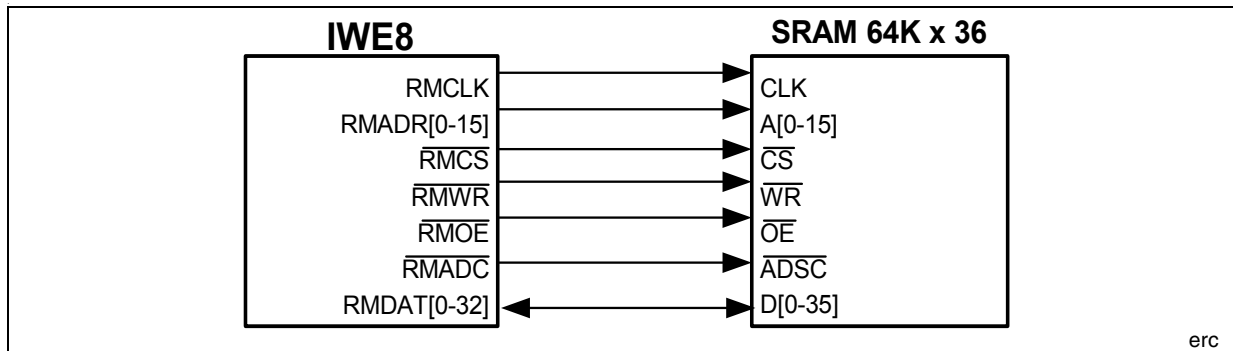 IWE8
SRAM 64K x 36
RMCLK
CLK
RMADR[0-15]
A[0-15]
RMCS
CS
RMWR
WR
RMOE
OE
RMADC
ADSC
RMDAT[0-32]
D[0-35]
erc